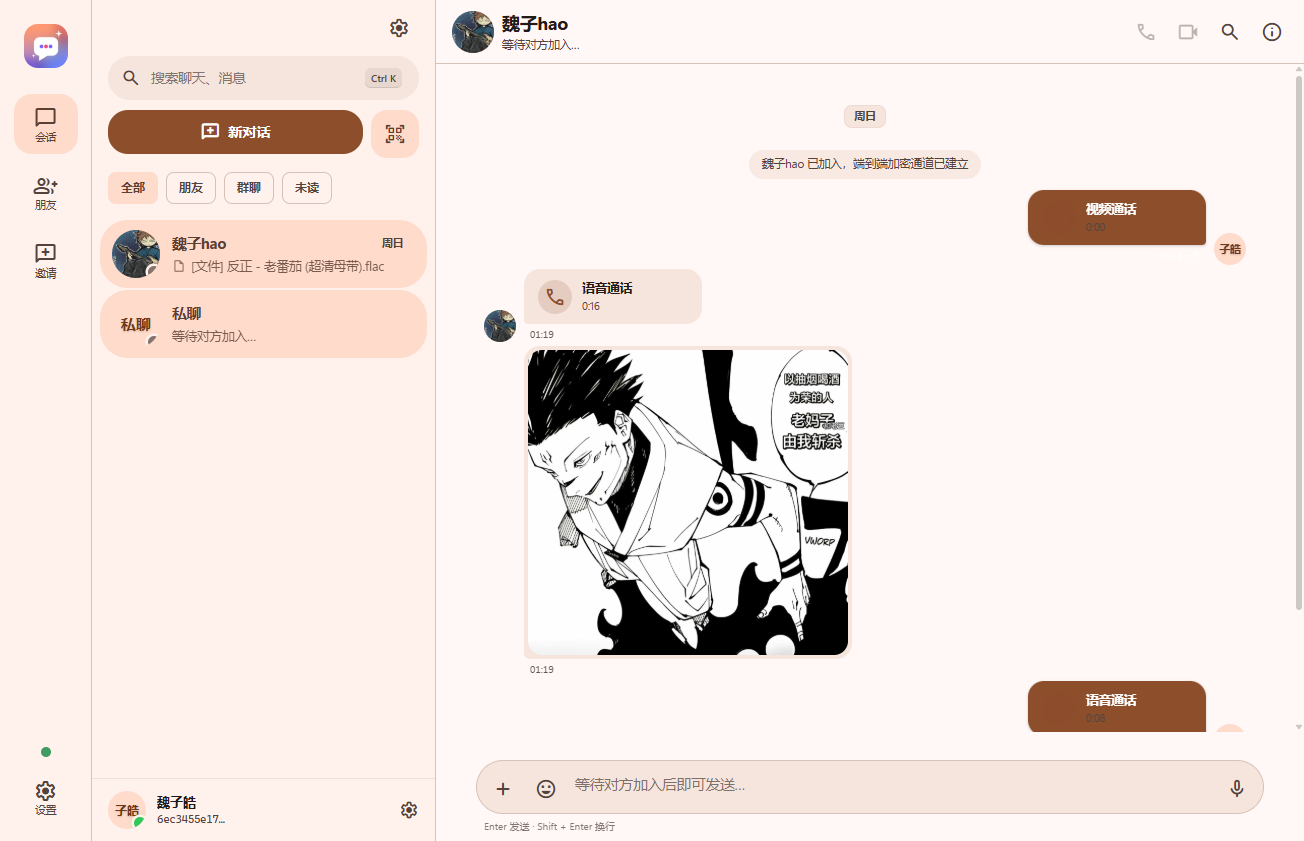 会话
朋友
邀请
设置
搜索聊天、消息
Ctrl K
新对话
全部
朋友
群聊
未读
魏子hao
周日
[文件] 反正 - 老番茄 (超清母带).flac
私聊
私聊
等待对方加入...
子皓
魏子皓
6ec3455e17...
魏子hao
等待对方加入...
周日
魏子hao 已加入，端到端加密通道已建立
视频通话
0:00
子皓
语音通话
0:16
01:19
以抽烟喝酒
为荣的人
老妈子
由我斩杀
VWORP
01:19
语音通话
0:08
等待对方加入后即可发送...
Enter 发送 · Shift + Enter 换行